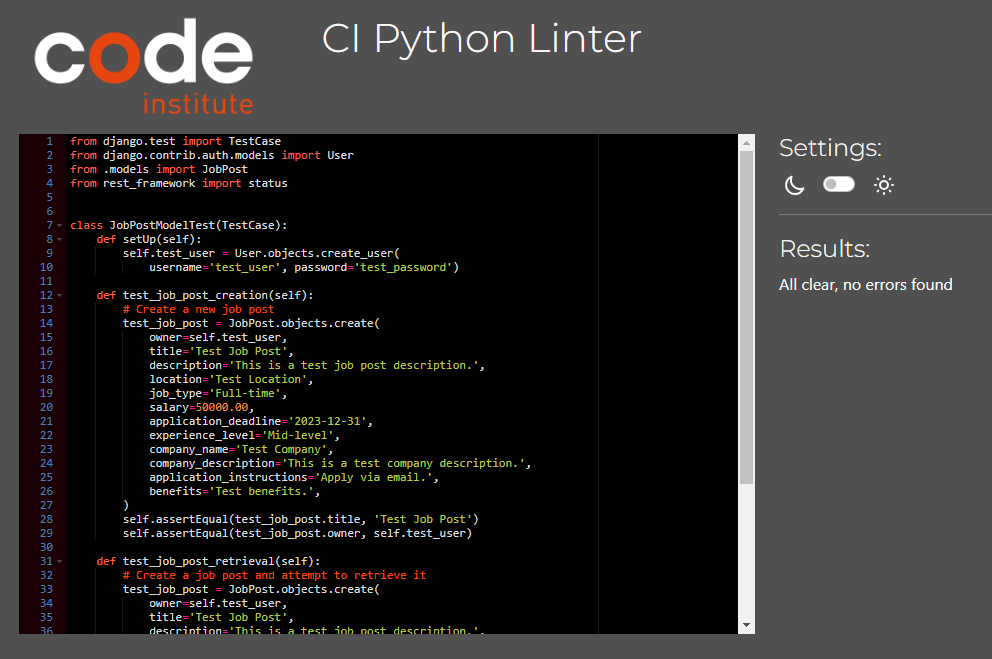 code
institute
CI Python Linter
1 from django.test import TestCase
2 from django.contrib.auth.models import User
3 from .models import JobPost
4 from rest_framework import status
5
6
7 class JobPostModelTest(TestCase):
8     def setUp(self):
9         self.test_user = User.objects.create_user(
10             username='test_user', password='test_password')
11
12     def test_job_post_creation(self):
13         # Create a new job post
14         test_job_post = JobPost.objects.create(
15             owner=self.test_user,
16             title='Test Job Post',
17             description='This is a test job post description.',
18             location='Test Location',
19             job_type='Full-time',
20             salary=50000.00,
21             application_deadline='2023-12-31',
22             experience_level='Mid-level',
23             company_name='Test Company',
24             company_description='This is a test company description.',
25             application_instructions='Apply via email.',
26             benefits='Test benefits.',
27         )
28         self.assertEqual(test_job_post.title, 'Test Job Post')
29         self.assertEqual(test_job_post.owner, self.test_user)
30
31     def test_job_post_retrieval(self):
32         # Create a job post and attempt to retrieve it
33         test_job_post = JobPost.objects.create(
34             owner=self.test_user,
35             title='Test Job Post',
36             description='This is a test job post description.',
Settings:
Results:
All clear, no errors found